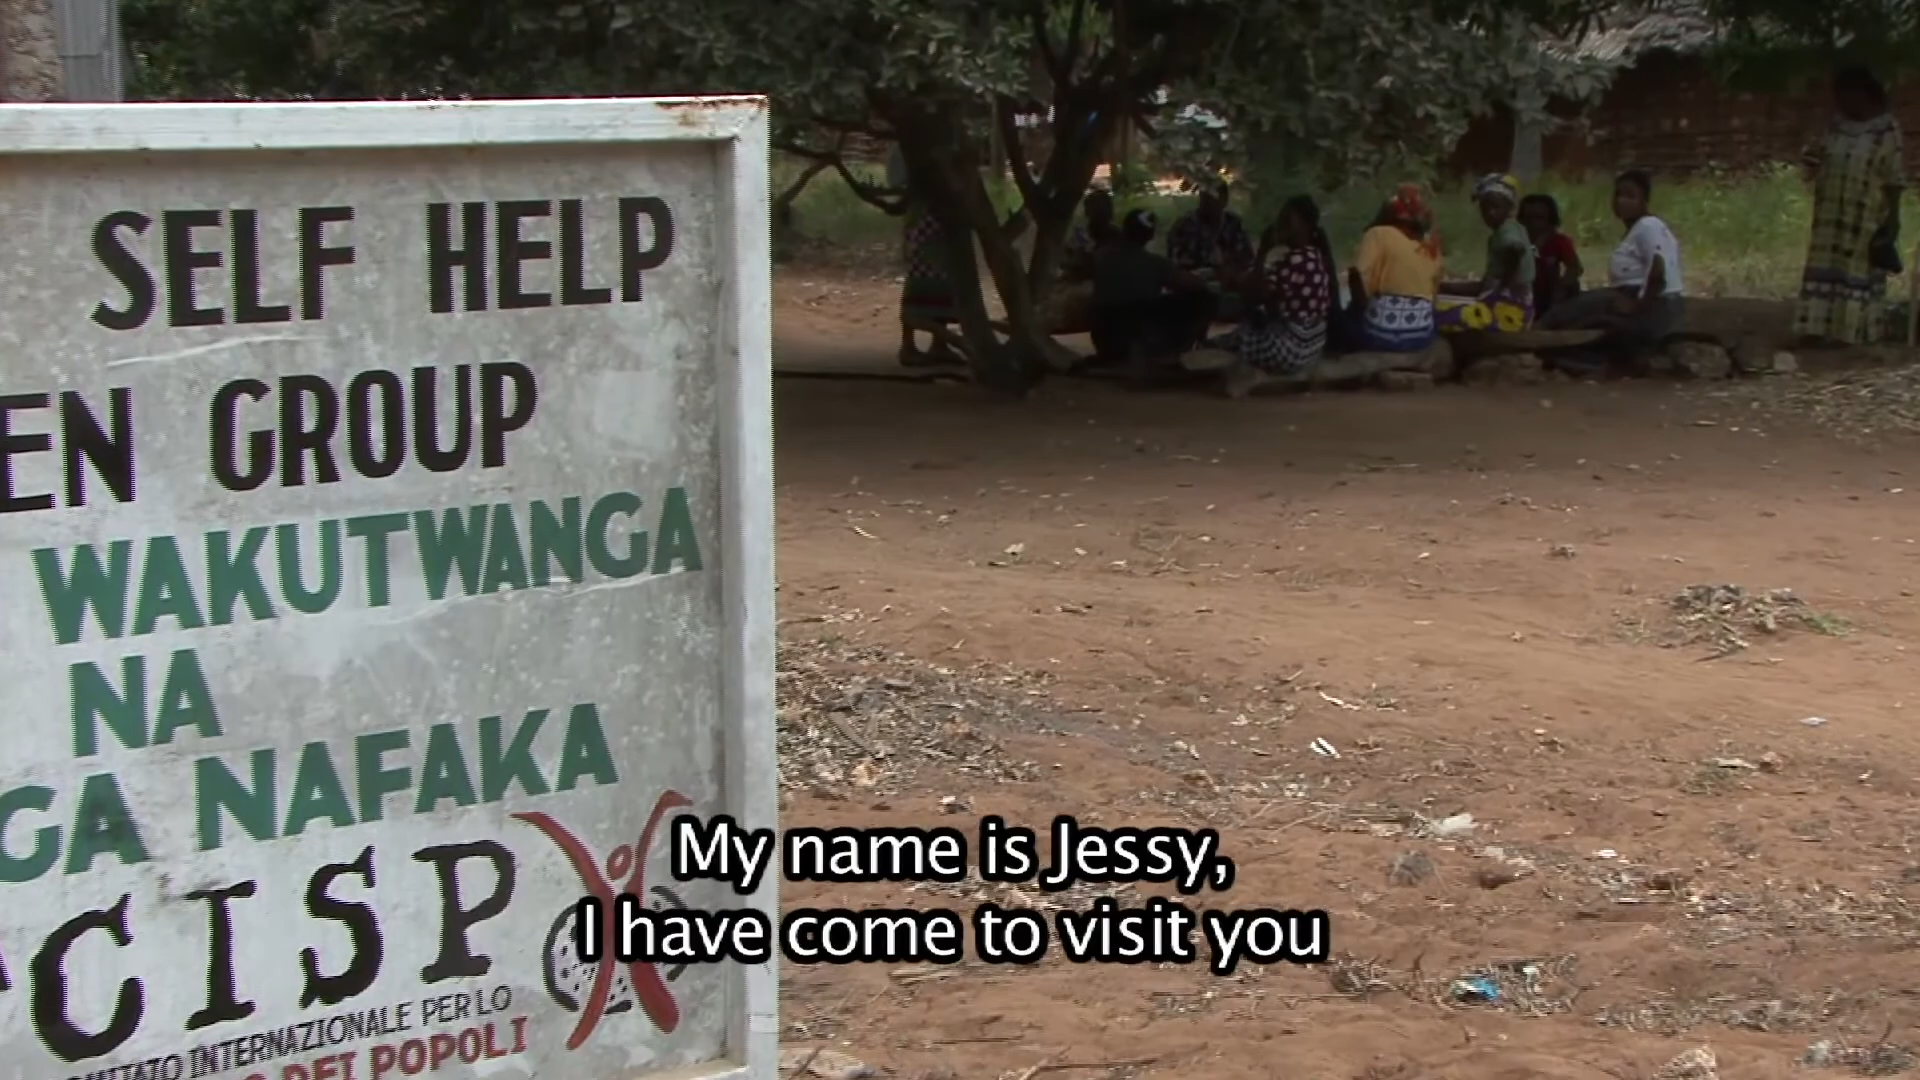 SELF HELP
EN GROUP
WAKUTWANGA
NA
GA NAFAKA
CISP
INTERNAZIONALE PER LO
DEI POPOLI
My name is Jessy,
I have come to visit you